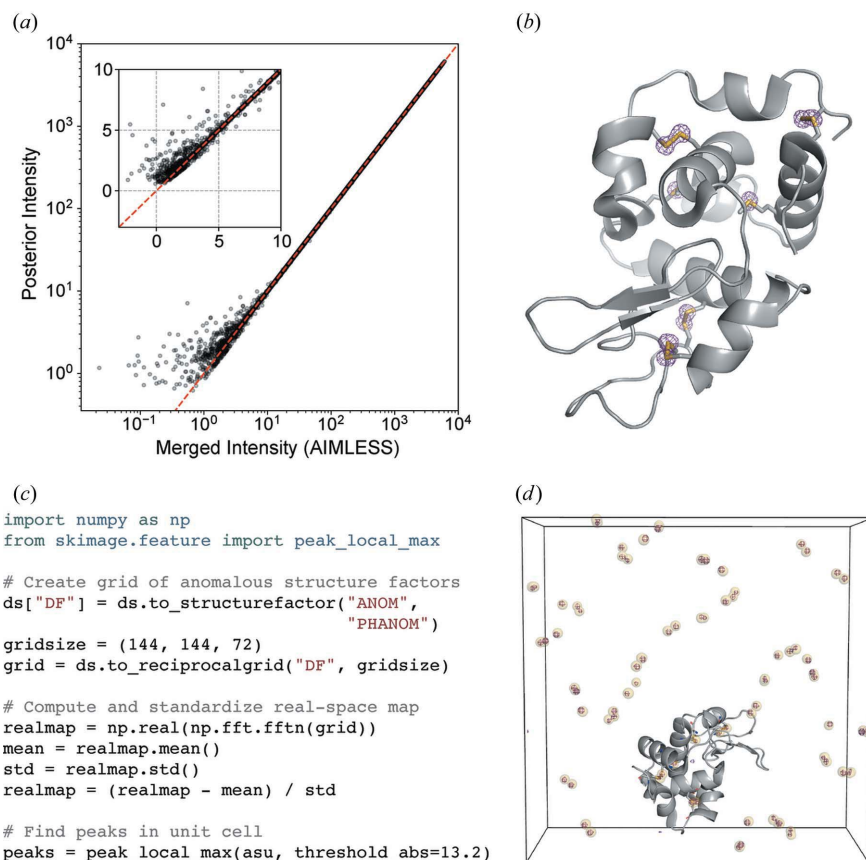 (a)
10⁴
10³
10²
10¹
10⁰
Posterior Intensity
10
5
0
0
5
10
10⁻¹
10⁰
10¹
10²
10³
10⁴
Merged Intensity (AIMLESS)
(b)
(c)
import numpy as np
from skimage.feature import peak_local_max
# Create grid of anomalous structure factors
ds["DF"] = ds.to_structurefactor("ANOM",
"PHANOM")
gridsize = (144, 144, 72)
grid = ds.to_reciprocalgrid("DF", gridsize)
# Compute and standardize real-space map
realmap = np.real(np.fft.fftn(grid))
mean = realmap.mean()
std = realmap.std()
realmap = (realmap - mean) / std
# Find peaks in unit cell
peaks = peak_local_max(asu, threshold_abs=13.2)
(d)